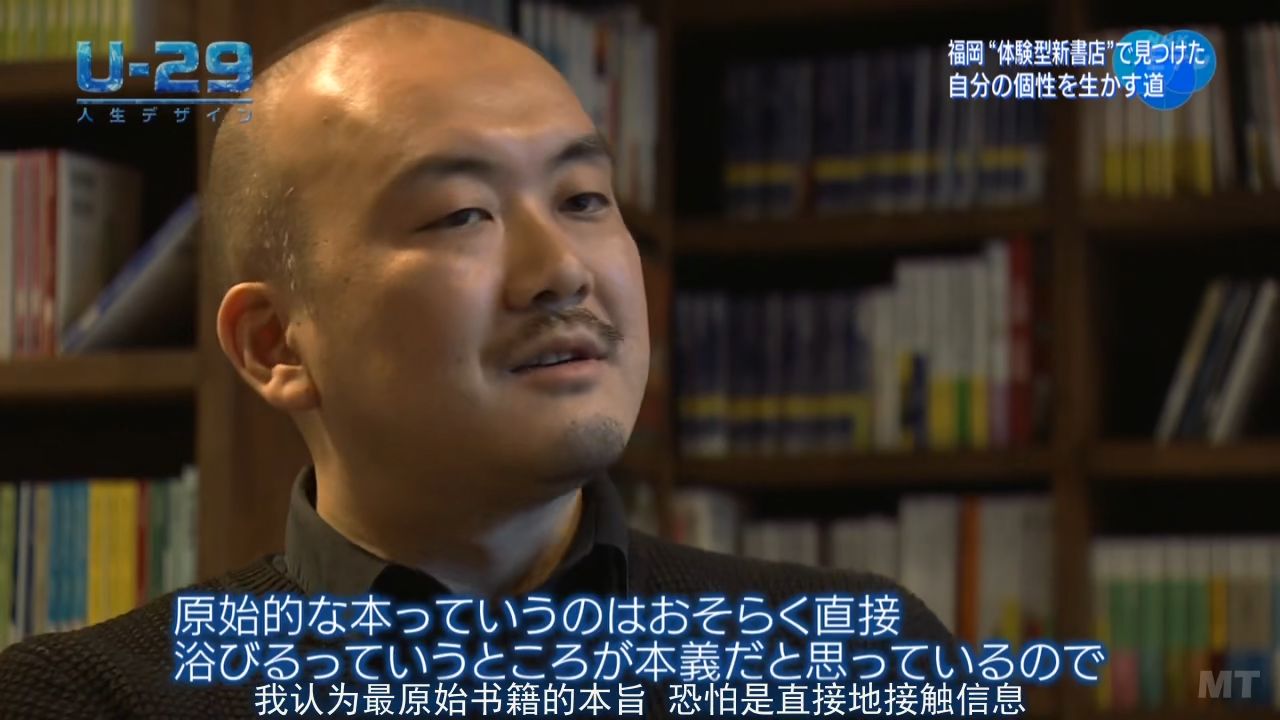 U-29
人生デザイン
福岡“体験型新書店”で見つけた
自分の個性を生かす道
原始的な本っていうのはおそらく直接
浴びるっていうところが本義だと思っているので
我认为最原始书籍的本旨 恐怕是直接地接触信息
MT